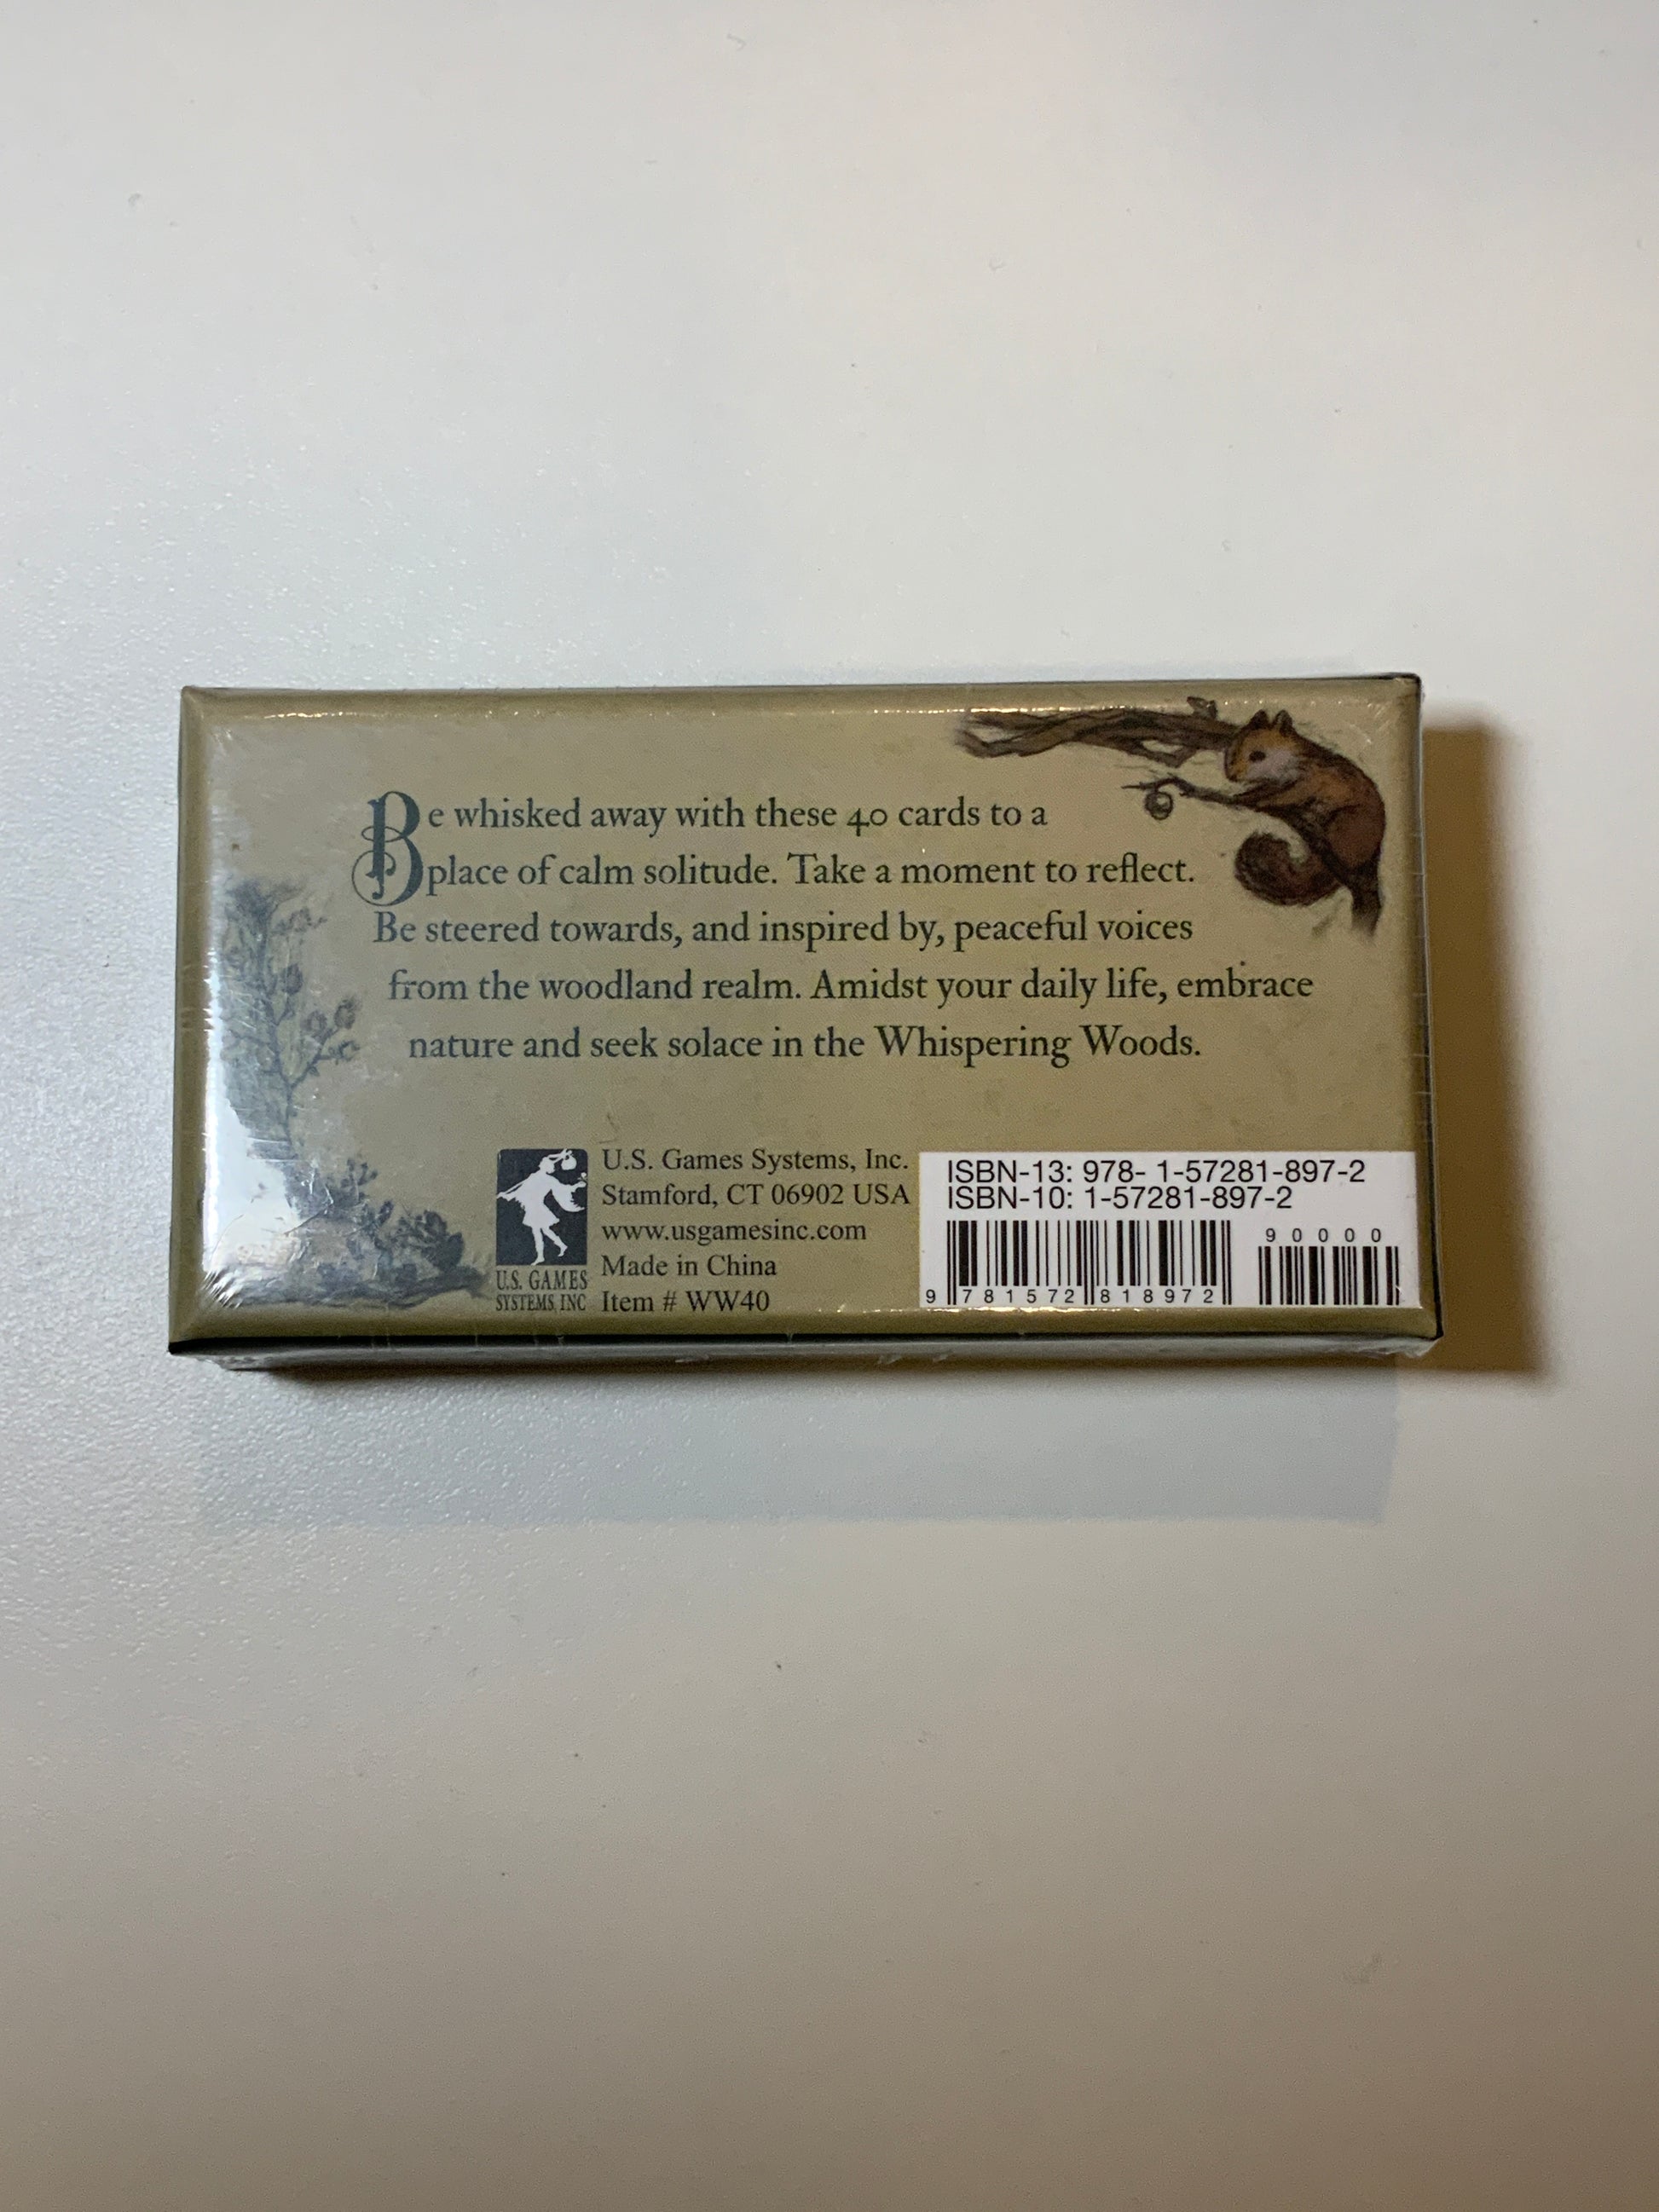 Be whisked away with these 40 cards to a
place of calm solitude. Take a moment to reflect.
Be steered towards, and inspired by, peaceful voices
from the woodland realm. Amidst your daily life, embrace
nature and seek solace in the Whispering Woods.
U.S. GAMES
SYSTEMS, INC
U.S. Games Systems, Inc.
Stamford, CT 06902 USA
www.usgamesinc.com
Made in China
Item # WW40
ISBN-13: 978- 1-57281-897-2
ISBN-10: 1-57281-897-2
90000
9 781572 818972